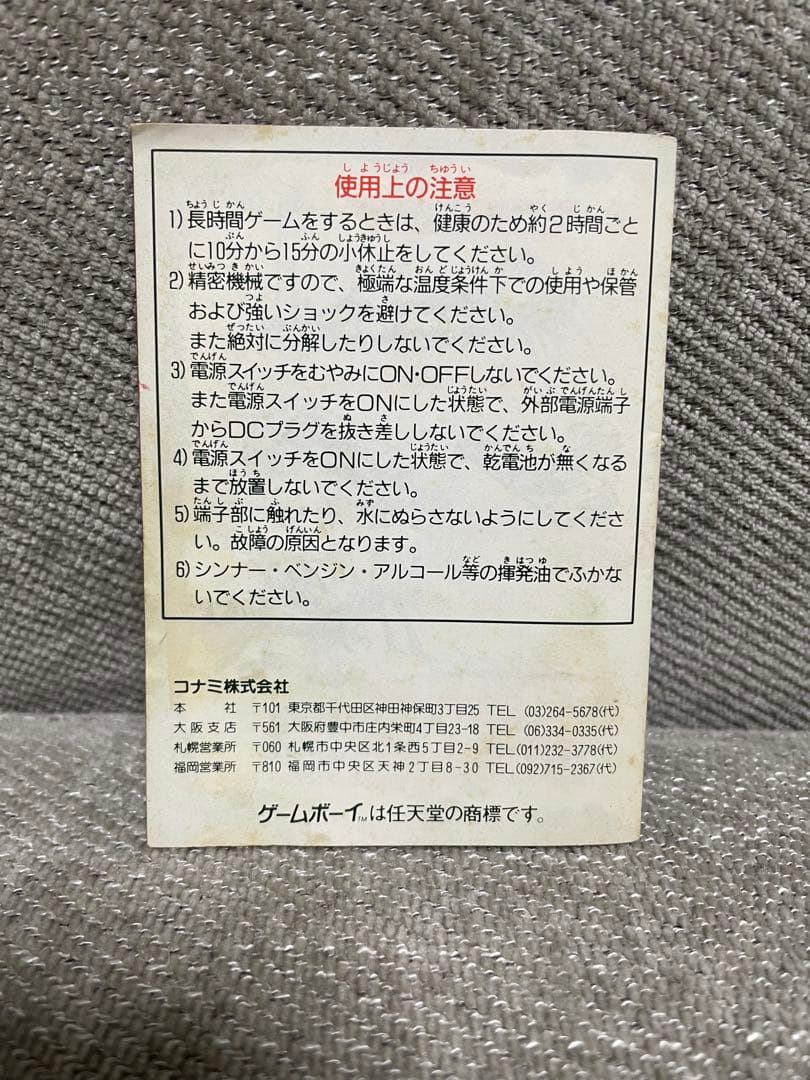 使用上の注意
1) 長時間ゲームをするときは、健康のため約2時間ごと
に10分から15分の小休止をしてください。
2) 精密機械ですので、極端な温度条件下での使用や保管
および強いショックを避けてください。
また絶対に分解したりしないでください。
3) 電源スイッチをむやみにON・OFFしないでください。
また電源スイッチをONにした状態で、外部電源端子
からDCプラグを抜き差ししないでください。
4) 電源スイッチをONにした状態で、乾電池が無くなる
まで放置しないでください。
5) 端子部に触れたり、水にぬらさないようにしてくださ
い。故障の原因となります。
6) シンナー・ベンジン・アルコール等の揮発油でふかな
いでください。
コナミ株式会社
本社 〒101 東京都千代田区神田神保町3丁目25 TEL (03)264-5678(代)
大阪支店 〒561 大阪府豊中市庄内栄町4丁目23-18 TEL (06)334-0335(代)
札幌営業所 〒060 札幌市中央区北1条西5丁目2-9 TEL(011)232-3778(代)
福岡営業所 〒810 福岡市中央区天神2丁目8-30 TEL(092)715-2367(代)
ゲームボーイTMは任天堂の商標です。